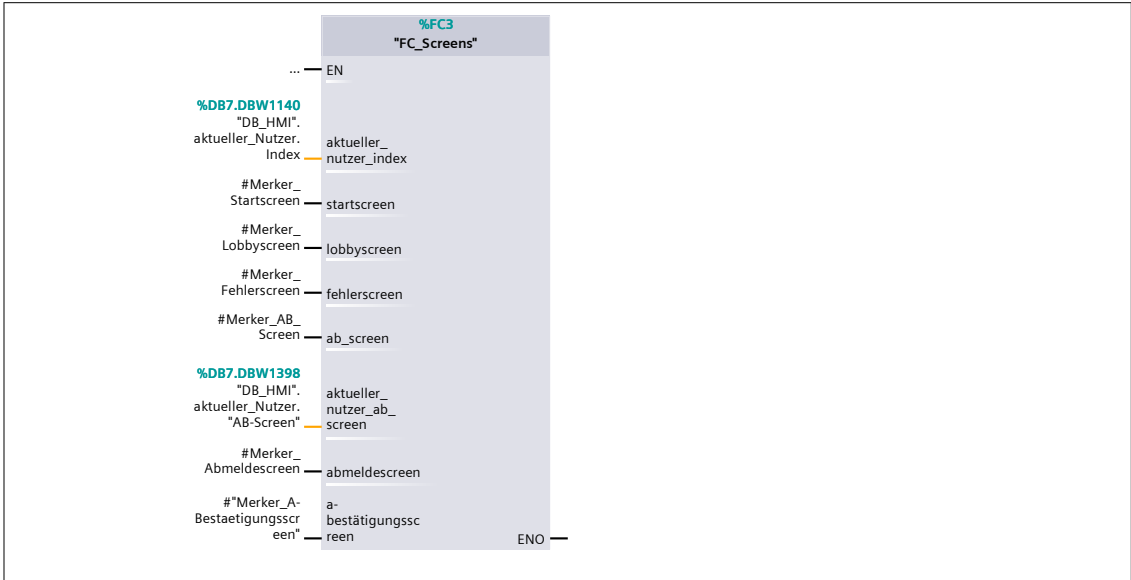 %FC3
"FC_Screens"
...
EN
%DB7.DBW1140
"DB_HMI".
aktueller_Nutzer.
Index
aktueller_
nutzer_index
#Merker_
Startscreen
startscreen
#Merker_
Lobbyscreen
lobbyscreen
#Merker_
Fehlerscreen
fehlerscreen
#Merker_AB_
Screen
ab_screen
%DB7.DBW1398
"DB_HMI".
aktueller_Nutzer.
"AB-Screen"
aktueller_
nutzer_ab_
screen
#Merker_
Abmeldescreen
abmeldescreen
#"Merker_A-
Bestaetigungsscr
een"
a-
bestätigungssc
reen
ENO